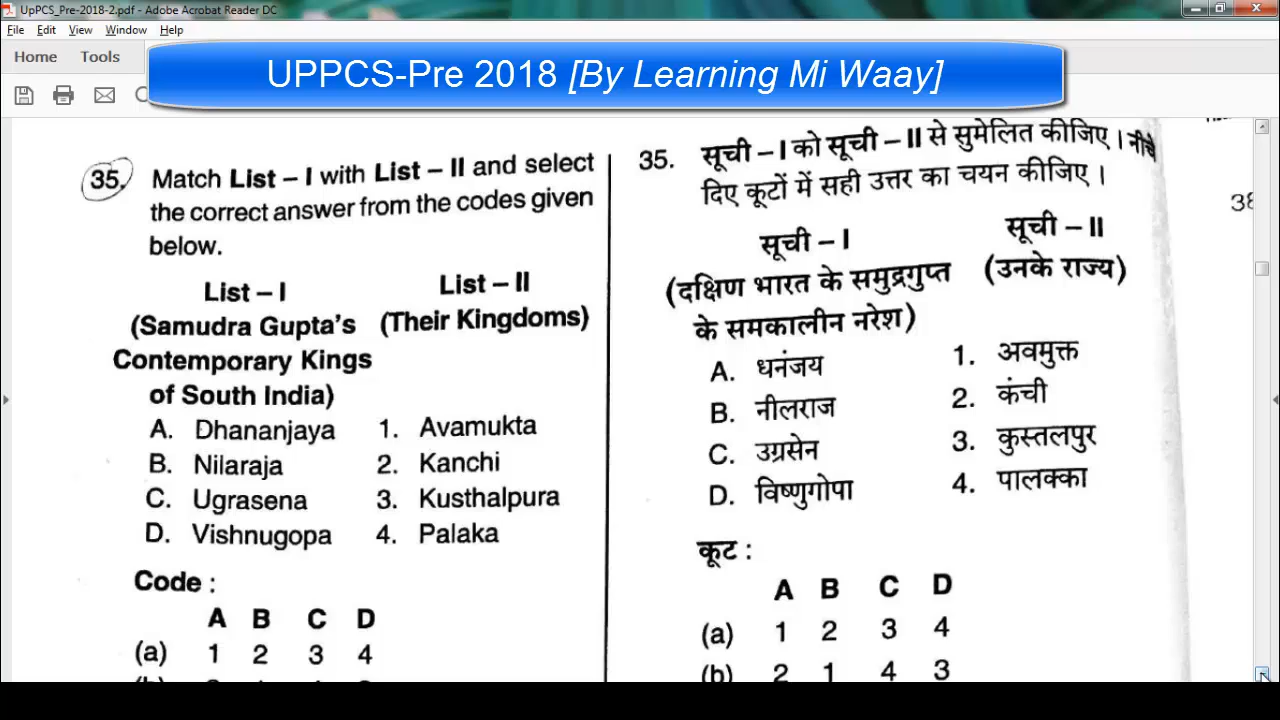 UpPCS_Pre-2018-2.pdf - Adobe Acrobat Reader DC
File Edit View Window Help
Home Tools
UPPCS-Pre 2018 [By Learning Mi Waay]
35. Match List – I with List – II and select
the correct answer from the codes given
below.
List – I List – II
(Samudra Gupta's (Their Kingdoms)
Contemporary Kings
of South India)
A. Dhananjaya 1. Avamukta
B. Nilaraja 2. Kanchi
C. Ugrasena 3. Kusthalpura
D. Vishnugopa 4. Palaka
Code :
A B C D
(a) 1 2 3 4
35. सूची – I को सूची – II से सुमेलित कीजिए । नीचे
दिए कूटों में सही उत्तर का चयन कीजिए ।
सूची – I सूची – II
(दक्षिण भारत के समुद्रगुप्त (उनके राज्य)
के समकालीन नरेश)
A. धनंजय 1. अवमुक्त
B. नीलराज 2. कंची
C. उग्रसेन 3. कुस्तलपुर
D. विष्णुगोपा 4. पालक्का
कूट :
A B C D
(a) 1 2 3 4
(b) 2 1 4 3
38